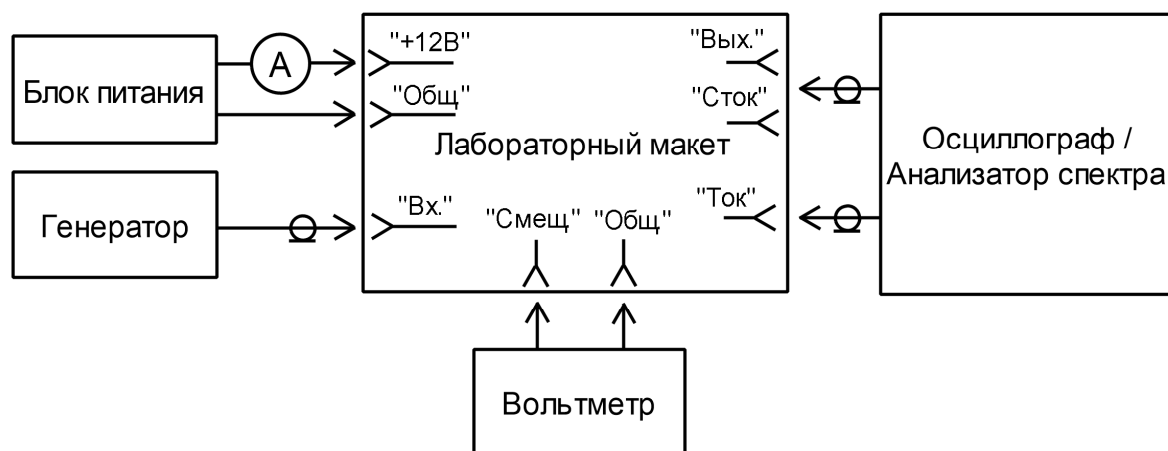 Блок питания
А
"+12В"
"Общ"
Лабораторный макет
"Вых."
"Сток"
Осциллограф /
Анализатор спектра
Генератор
"Вх."
"Смещ"
"Общ"
"Ток"
Вольтметр